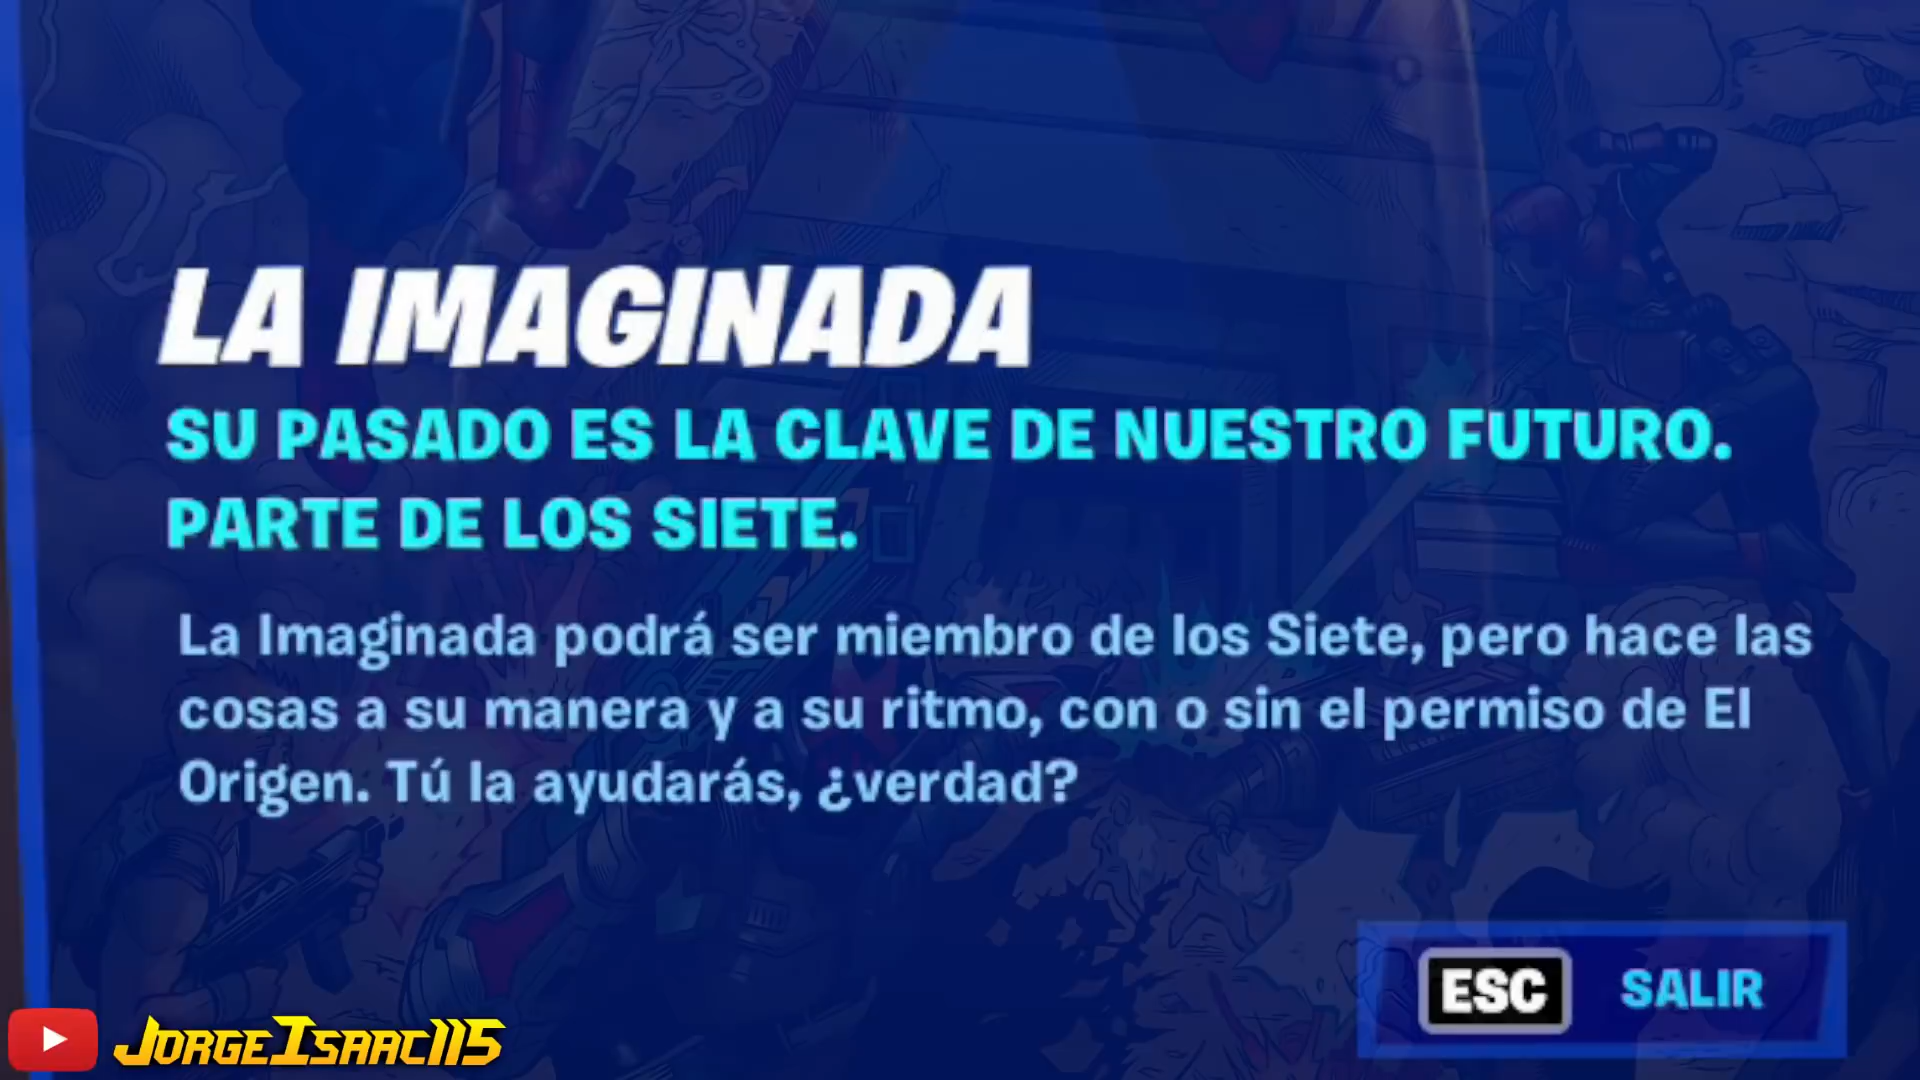 LA IMAGINADA
SU PASADO ES LA CLAVE DE NUESTRO FUTURO.
PARTE DE LOS SIETE.
La Imaginada podrá ser miembro de los Siete, pero hace las
cosas a su manera y a su ritmo, con o sin el permiso de El
Origen. Tú la ayudarás, ¿verdad?
ESC SALIR
JORGEISAAC115